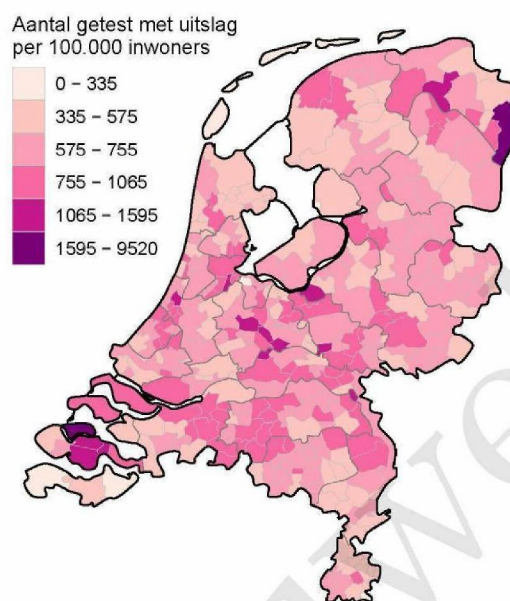 Aantal getest met uitslag
per 100.000 inwoners
0 – 335
335 – 575
575 – 755
755 – 1065
1065 – 1595
1595 – 9520